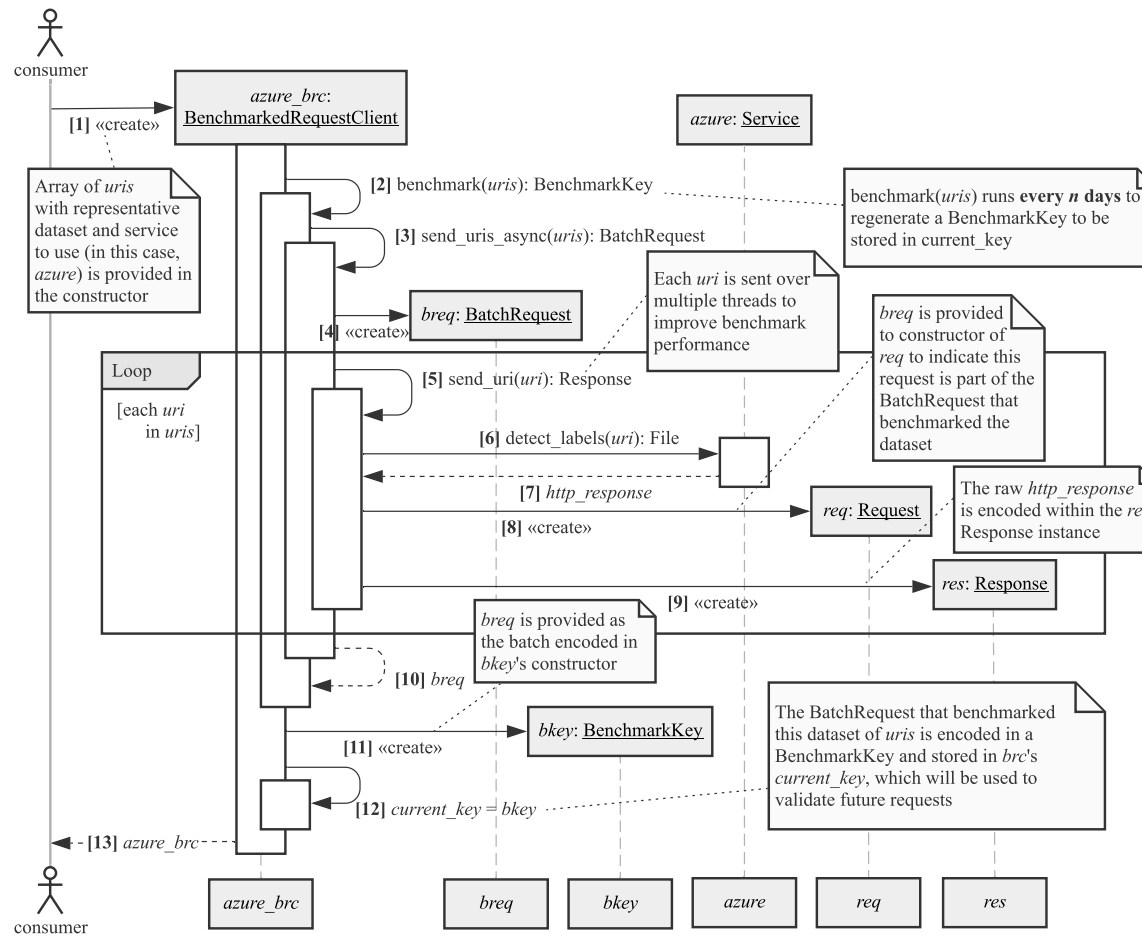 consumer
azure_brc:
BenchmarkedRequestClient
azure: Service
[1] «create»
Array of uris
with representative
dataset and service
to use (in this case,
azure) is provided in
the constructor
[2] benchmark(uris): BenchmarkKey
benchmark(uris) runs every n days to
regenerate a BenchmarkKey to be
stored in current_key
[3] send_uris_async(uris): BatchRequest
Each uri is sent over
multiple threads to
improve benchmark
performance
breq: BatchRequest
[4] «create»
breq is provided
to constructor of
req to indicate this
request is part of the
BatchRequest that
benchmarked the
dataset
Loop
[each uri
in uris]
[5] send_uri(uri): Response
[6] detect_labels(uri): File
[7] http_response
[8] «create»
req: Request
The raw http_response
is encoded within the re
Response instance
res: Response
[9] «create»
breq is provided as
the batch encoded in
bkey's constructor
[10] breq
[11] «create»
bkey: BenchmarkKey
The BatchRequest that benchmarked
this dataset of uris is encoded in a
BenchmarkKey and stored in brc's
current_key, which will be used to
validate future requests
[12] current_key = bkey
[13] azure_brc
consumer
azure_brc
breq
bkey
azure
req
res